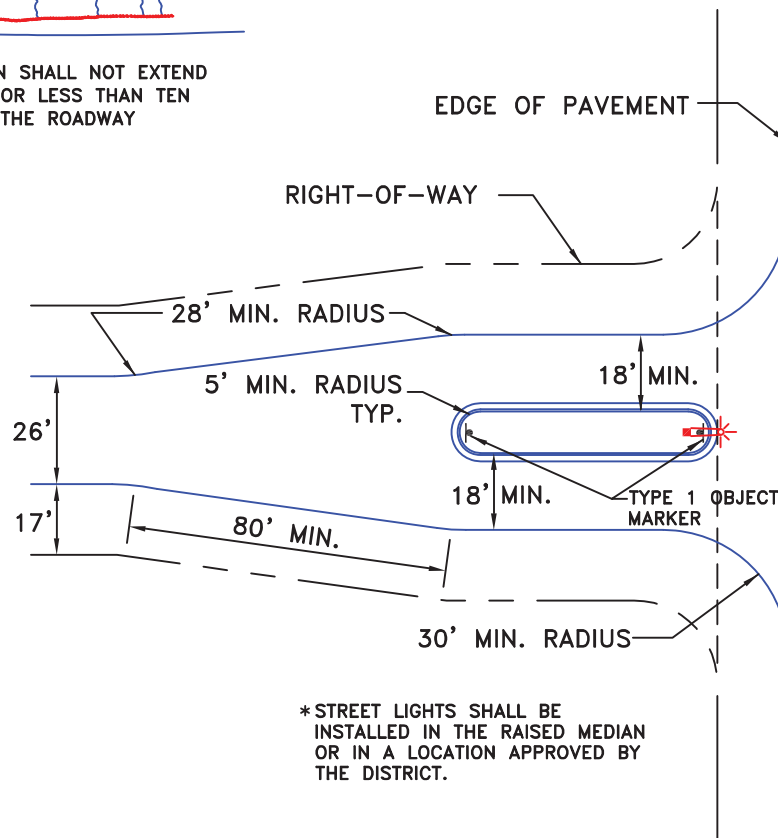 N SHALL NOT EXTEND
OR LESS THAN TEN
THE ROADWAY
EDGE OF PAVEMENT
RIGHT-OF-WAY
28' MIN. RADIUS
5' MIN. RADIUS
TYP.
18' MIN.
26'
18' MIN.
TYPE 1 OBJECT
MARKER
17'
80' MIN.
30' MIN. RADIUS
*STREET LIGHTS SHALL BE
INSTALLED IN THE RAISED MEDIAN
OR IN A LOCATION APPROVED BY
THE DISTRICT.